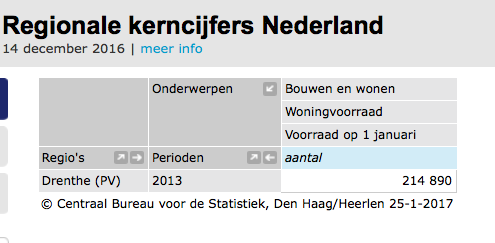 Regionale kerncijfers Nederland
14 december 2016 | meer info
Onderwerpen Bouwen en wonen
Woningvoorraad
Voorraad op 1 januari
Regio's Perioden aantal
Drenthe (PV) 2013 214 890
© Centraal Bureau voor de Statistiek, Den Haag/Heerlen 25-1-2017